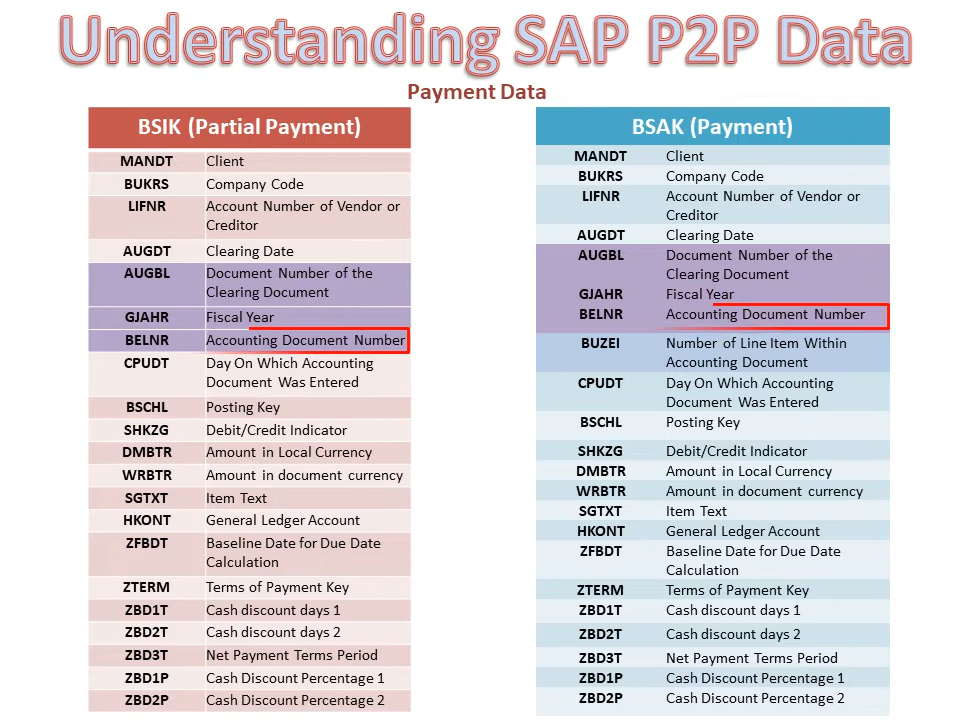 Understanding SAP P2P Data
Payment Data
BSIK (Partial Payment)
MANDT Client
BUKRS Company Code
LIFNR Account Number of Vendor or
Creditor
AUGDT Clearing Date
AUGBL Document Number of the
Clearing Document
GJAHR Fiscal Year
BELNR Accounting Document Number
CPUDT Day On Which Accounting
Document Was Entered
BSCHL Posting Key
SHKZG Debit/Credit Indicator
DMBTR Amount in Local Currency
WRBTR Amount in document currency
SGTXT Item Text
HKONT General Ledger Account
ZFBDT Baseline Date for Due Date
Calculation
ZTERM Terms of Payment Key
ZBD1T Cash discount days 1
ZBD2T Cash discount days 2
ZBD3T Net Payment Terms Period
ZBD1P Cash Discount Percentage 1
ZBD2P Cash Discount Percentage 2
BSAK (Payment)
MANDT Client
BUKRS Company Code
LIFNR Account Number of Vendor or
Creditor
AUGDT Clearing Date
AUGBL Document Number of the
Clearing Document
GJAHR Fiscal Year
BELNR Accounting Document Number
BUZEI Number of Line Item Within
Accounting Document
CPUDT Day On Which Accounting
Document Was Entered
BSCHL Posting Key
SHKZG Debit/Credit Indicator
DMBTR Amount in Local Currency
WRBTR Amount in document currency
SGTXT Item Text
HKONT General Ledger Account
ZFBDT Baseline Date for Due Date
Calculation
ZTERM Terms of Payment Key
ZBD1T Cash discount days 1
ZBD2T Cash discount days 2
ZBD3T Net Payment Terms Period
ZBD1P Cash Discount Percentage 1
ZBD2P Cash Discount Percentage 2